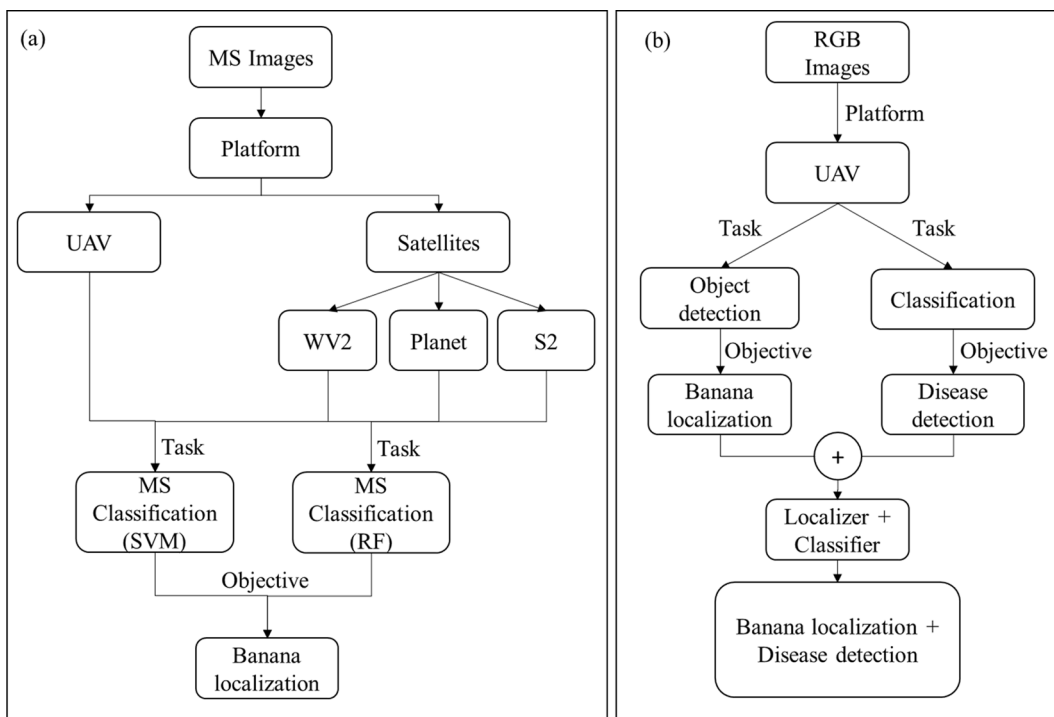 (a)
MS Images
Platform
UAV
Satellites
WV2
Planet
S2
Task
Task
MS
Classification
(SVM)
MS
Classification
(RF)
Objective
Banana
localization
(b)
RGB
Images
Platform
UAV
Task
Task
Object
detection
Classification
Objective
Objective
Banana
localization
Disease
detection
+
Localizer +
Classifier
Banana localization +
Disease detection